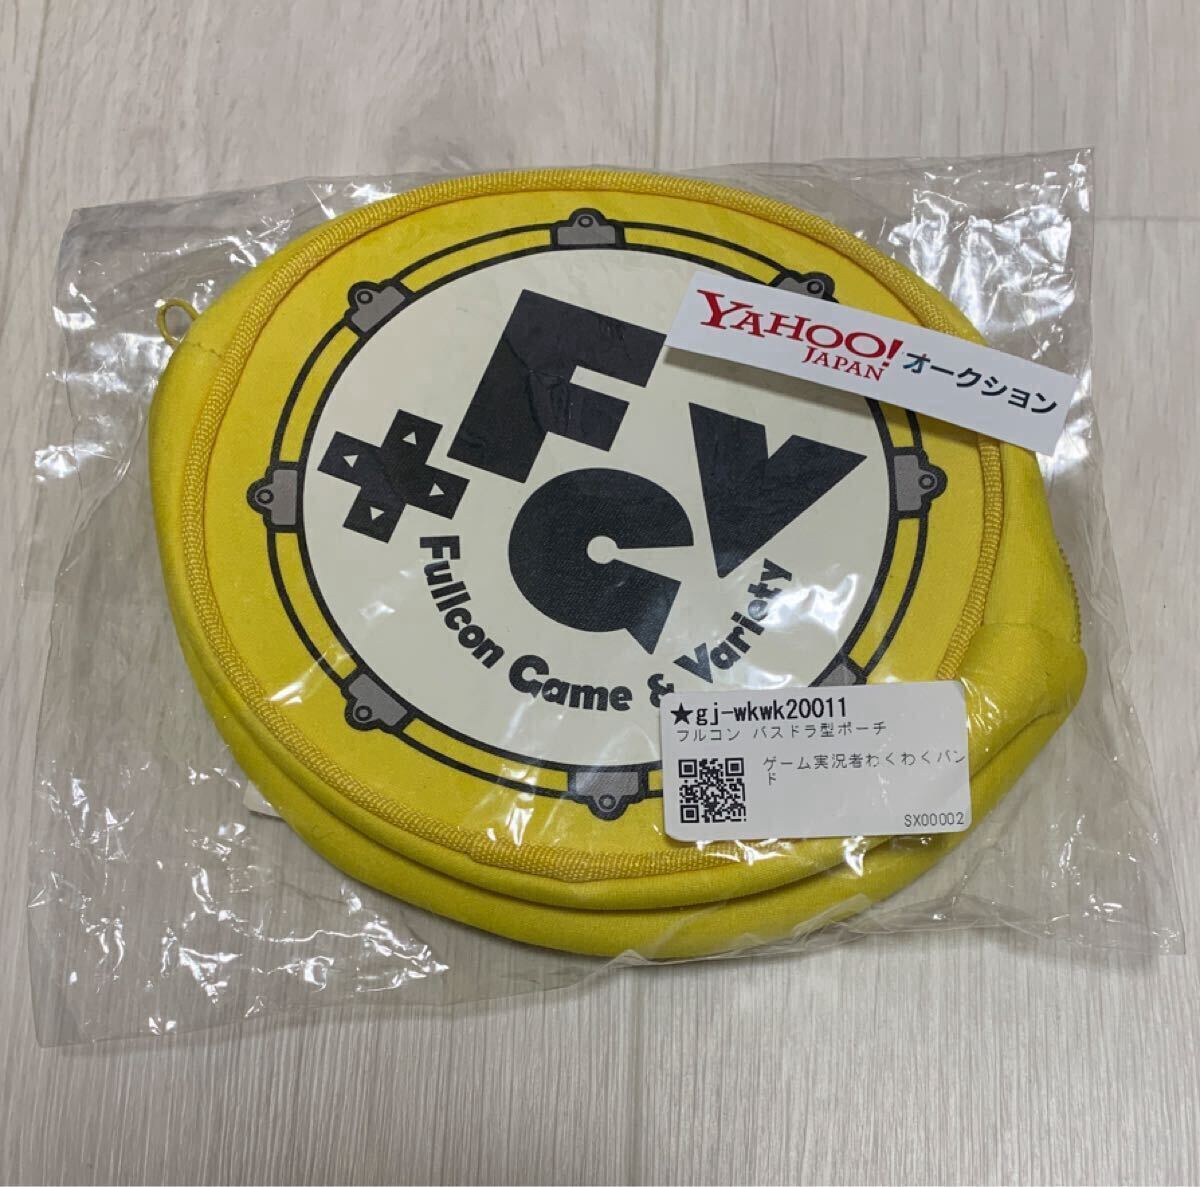 YAHOO!
JAPAN オークション
F
G V
Fullcon Game & Variety
★gj-wkwk20011
フルコン バスドラ型ポーチ
ゲーム実況者わくわくバン
ド
SX00002